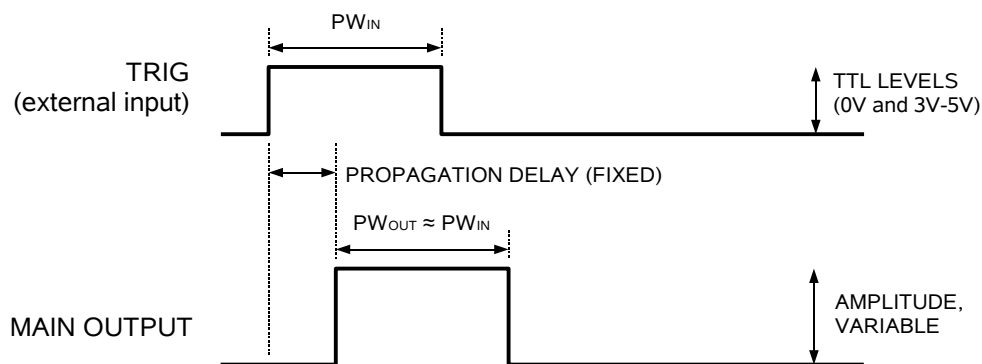 PWIN
TRIG
(external input)
TTL LEVELS
(0V and 3V-5V)
PROPAGATION DELAY (FIXED)
PWOUT ≈ PWIN
MAIN OUTPUT
AMPLITUDE,
VARIABLE